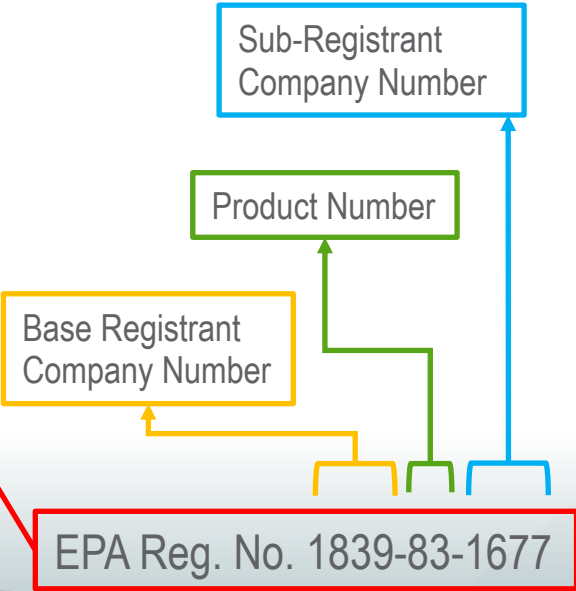 Sub-Registrant
Company Number
Product Number
Base Registrant
Company Number
EPA Reg. No. 1839-83-1677